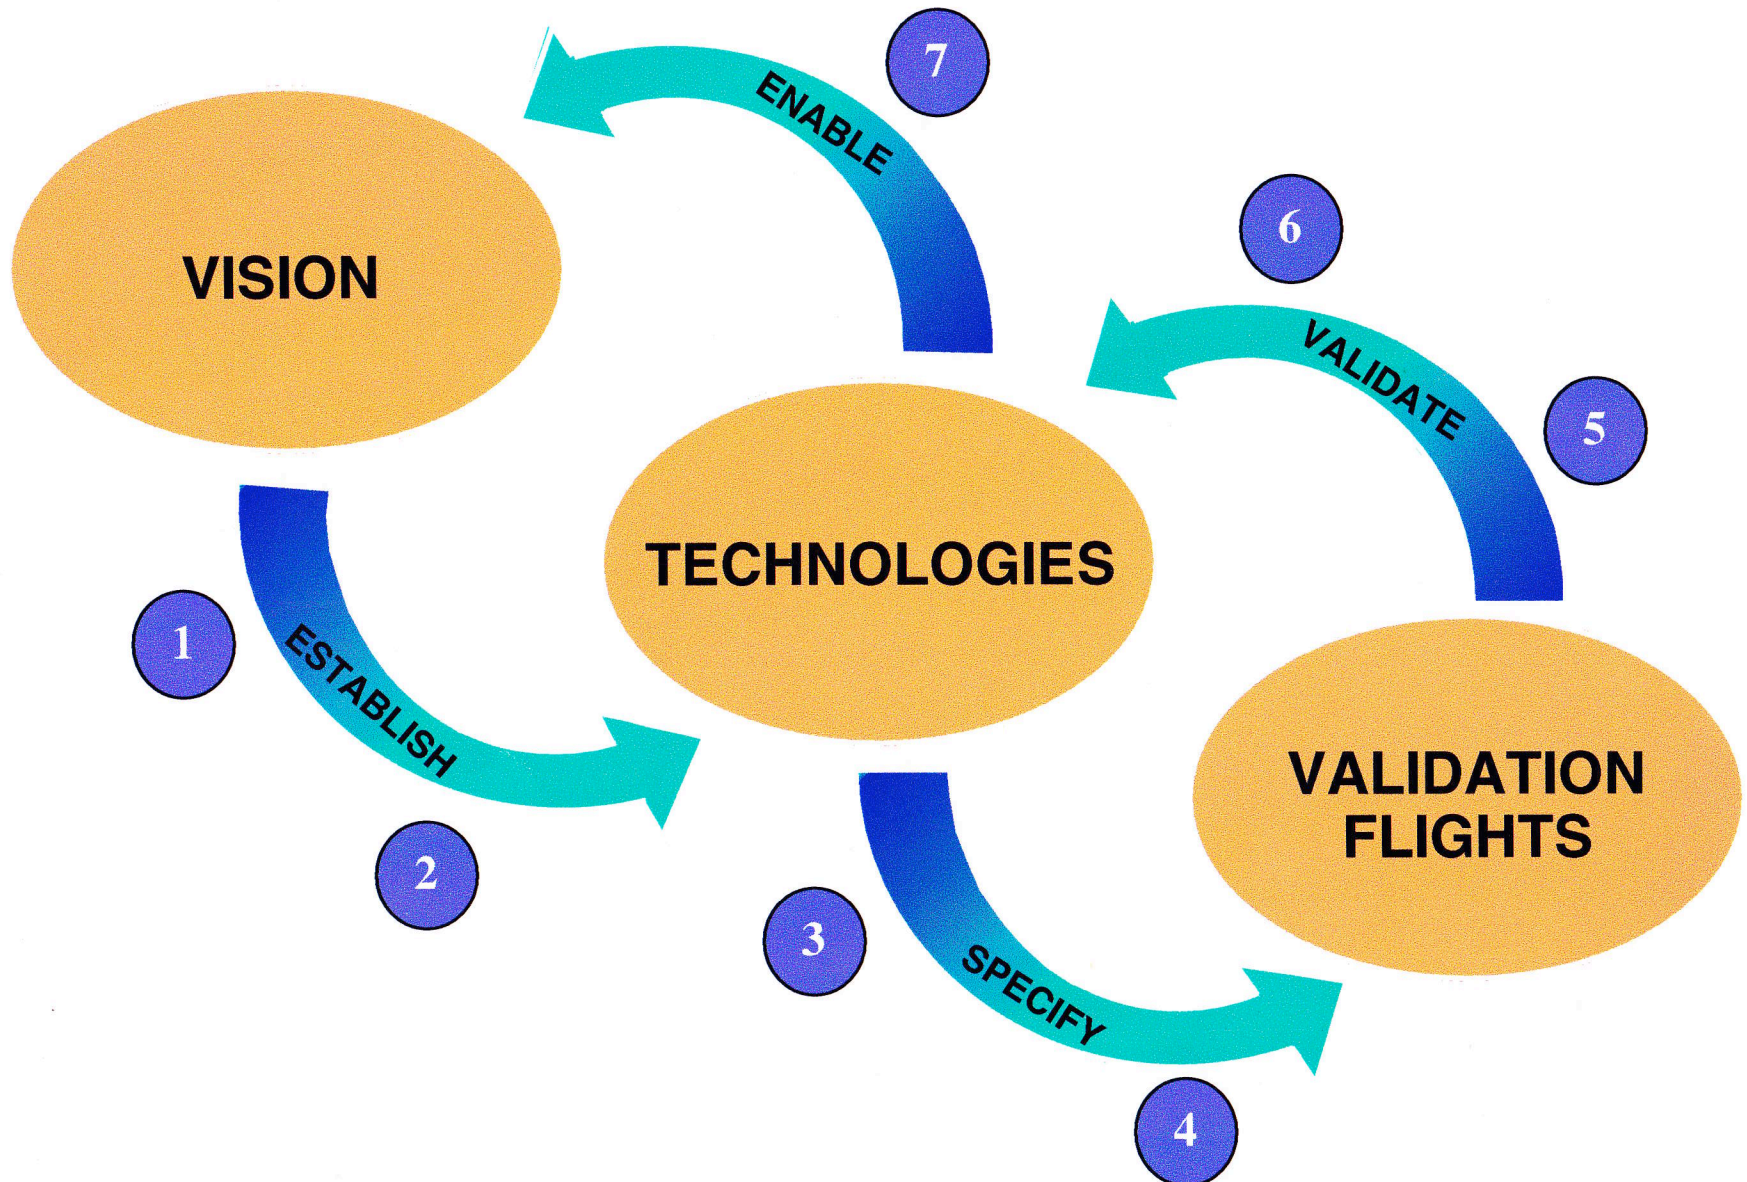 7
ENABLE
6
VISION
VALIDATE
5
TECHNOLOGIES
1
ESTABLISH
VALIDATION
FLIGHTS
2
3
SPECIFY
4